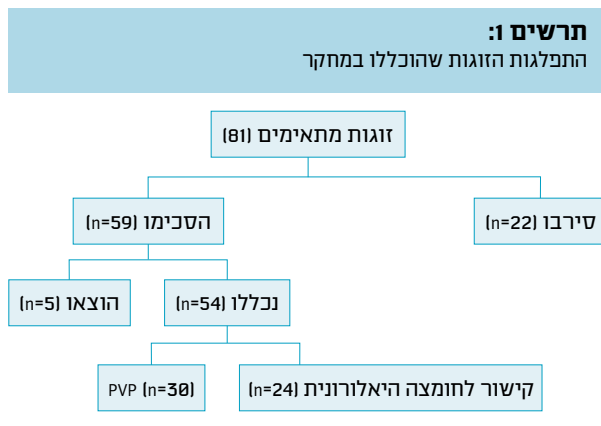 תרשים 1:
התפלגות הזוגות שהוכללו במחקר
זוגות מתאימים (81)
סירבו (n=22)
הסכימו (n=59)
נכללו (n=54)
הוצאו (n=5)
קישור לחומצה היאלורונית (n=24)
PVP (n=30)